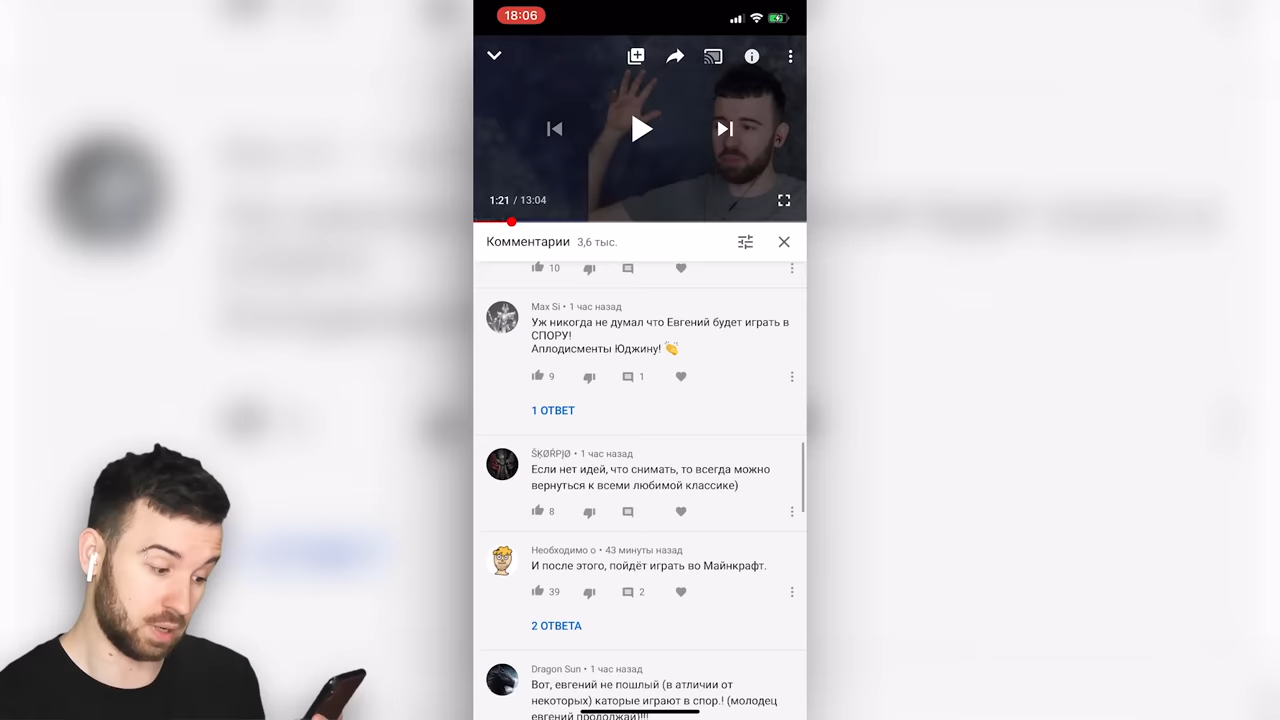 18:06
1:21 / 13:04
Комментарии 3,6 тыс.
10
Max Si • 1 час назад
Уж никогда не думал что Евгений будет играть в
СПОРУ!
Аплодисменты Юджину! 👏
9 1
1 ОТВЕТ
ŠĶØŘPĮØ • 1 час назад
Если нет идей, что снимать, то всегда можно
вернуться к всеми любимой классике)
8
Необходимо о • 43 минуты назад
И после этого, пойдёт играть во Майнкрафт.
39 2
2 ОТВЕТА
Dragon Sun • 1 час назад
Вот, евгений не пошлый (в атличии от
некоторых) каторые играют в спор.! (молодец
евгений продолжай)!!!